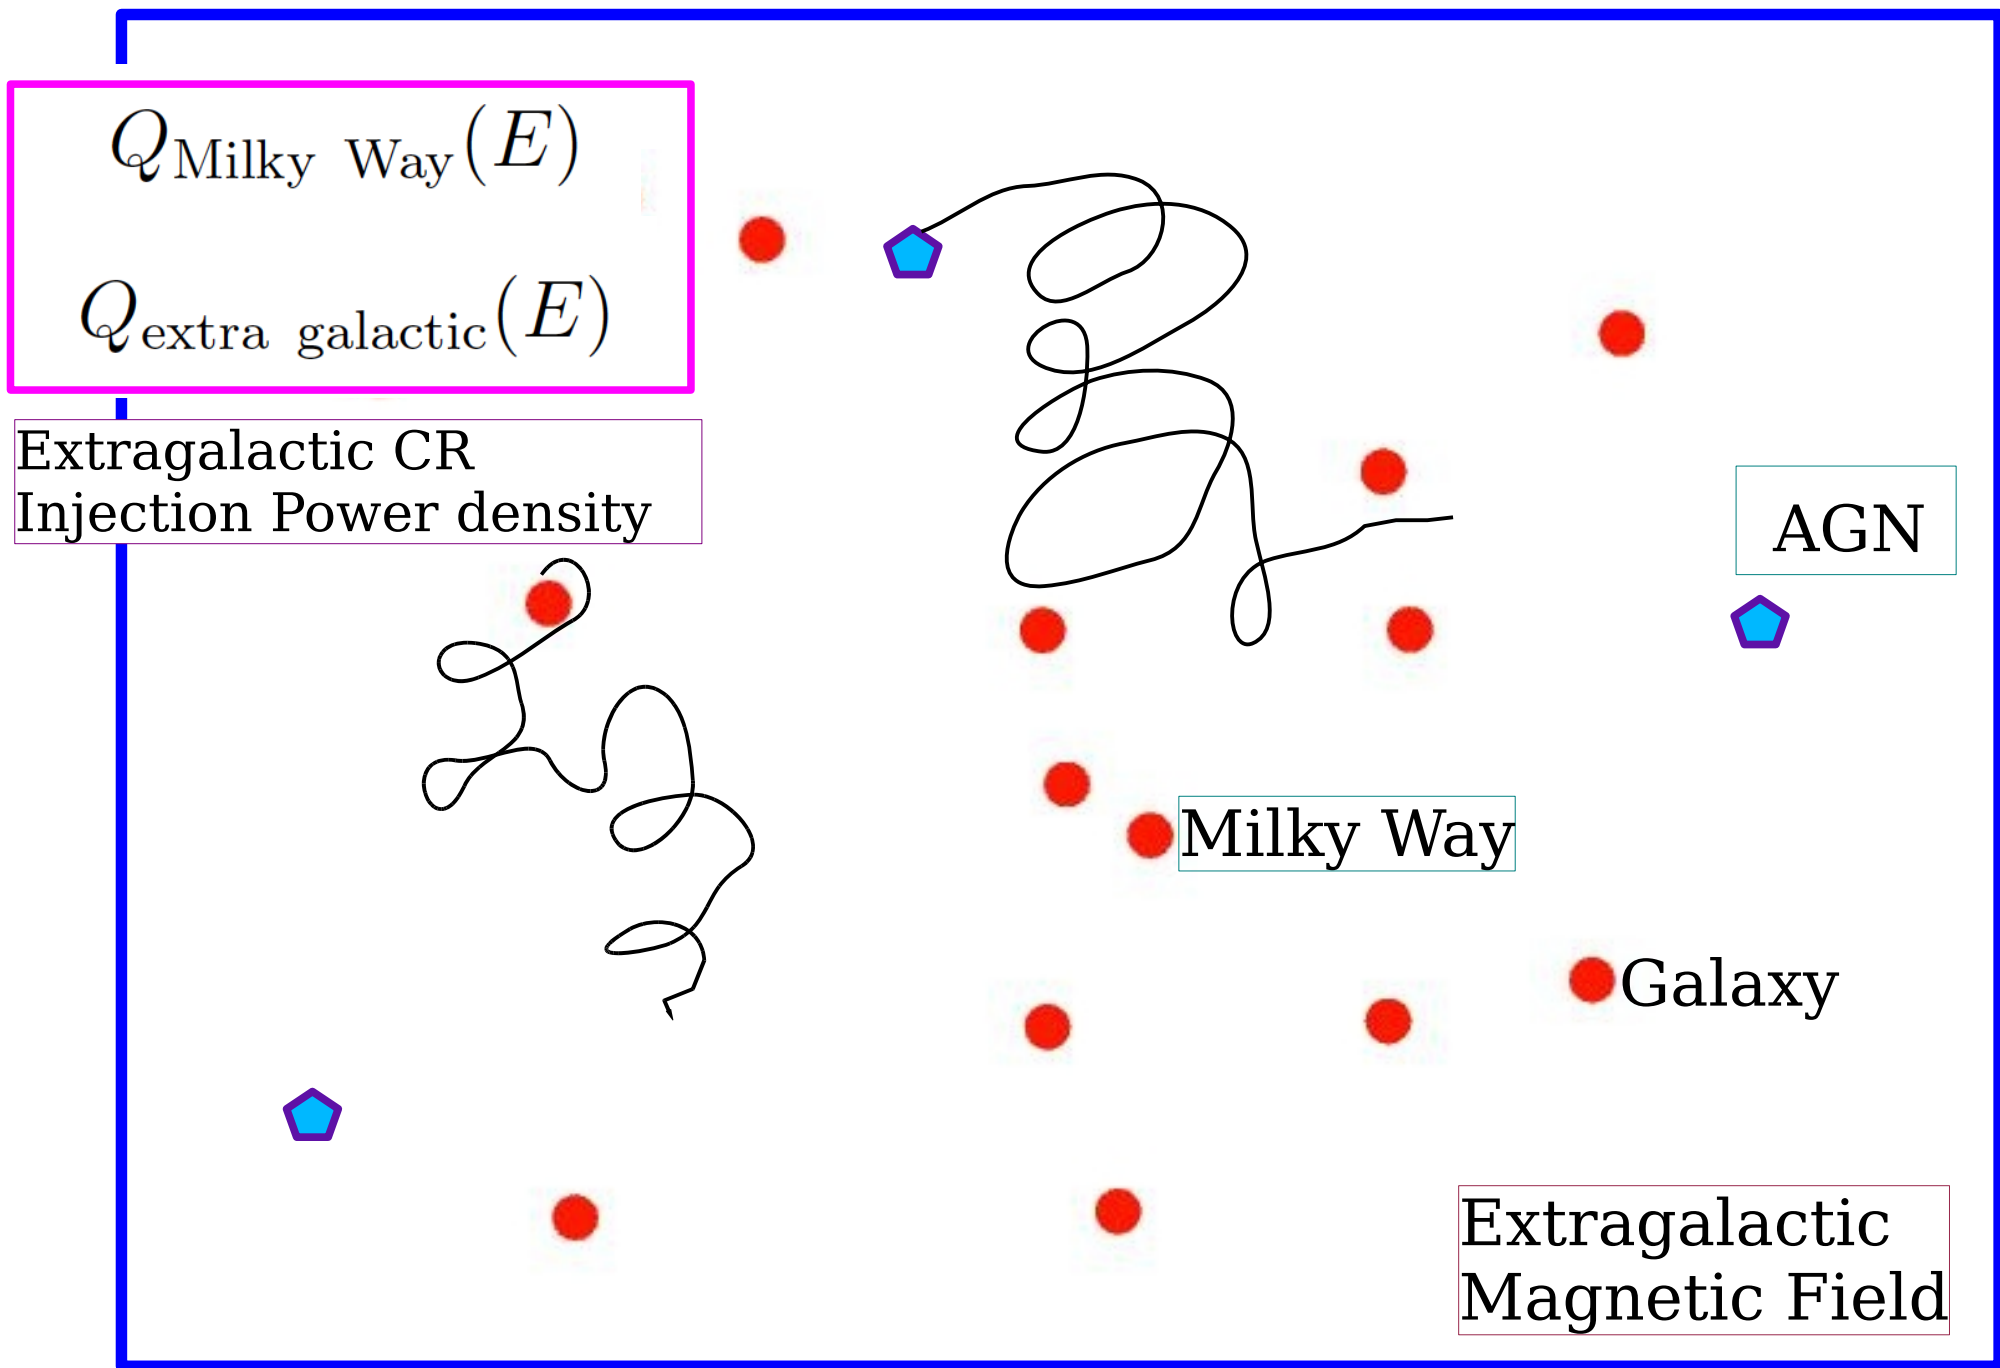 Q_{Milky Way}(E)
Q_{extra galactic}(E)
Extragalactic CR
Injection Power density
AGN
Milky Way
Galaxy
Extragalactic
Magnetic Field